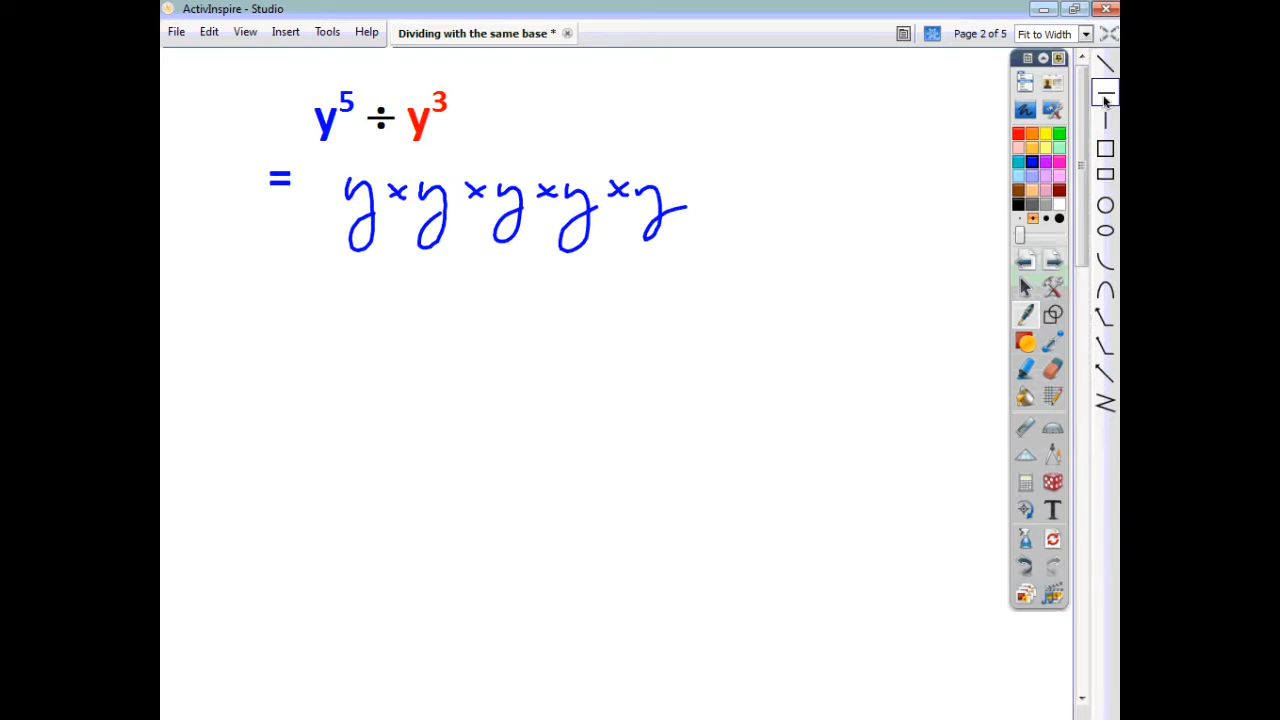 ActivInspire - Studio
File Edit View Insert Tools Help Dividing with the same base * Page 2 of 5 Fit to Width
y⁵ ÷ y³
= y × y × y × y × y
T